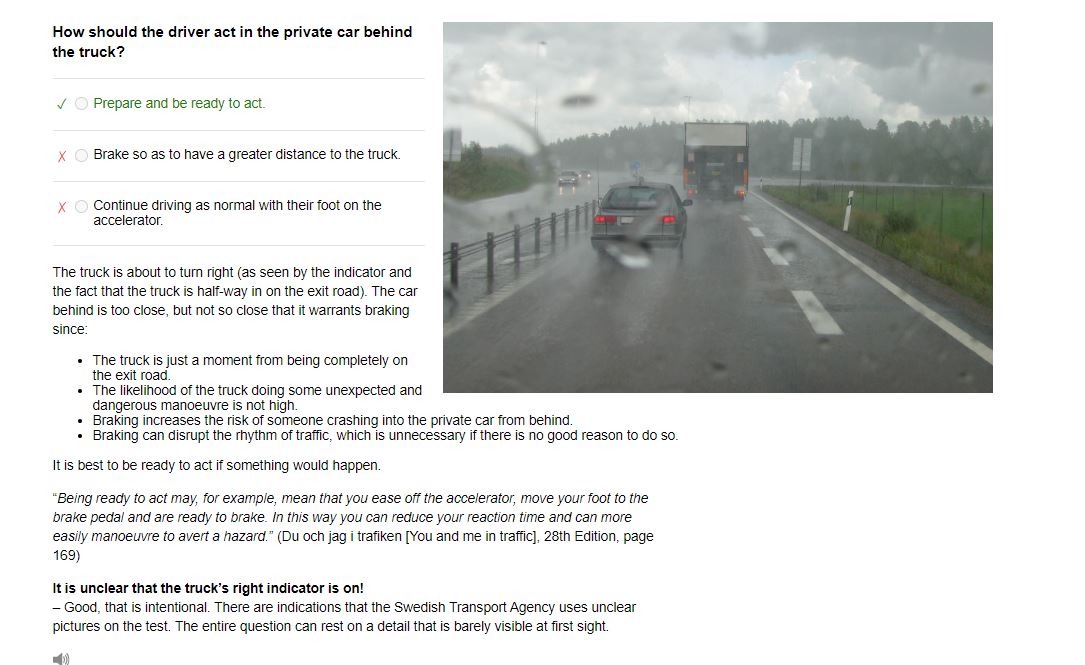 How should the driver act in the private car behind
the truck?
✓ Prepare and be ready to act.
X Brake so as to have a greater distance to the truck.
X Continue driving as normal with their foot on the
accelerator.
The truck is about to turn right (as seen by the indicator and
the fact that the truck is half-way in on the exit road). The car
behind is too close, but not so close that it warrants braking
since:
• The truck is just a moment from being completely on
the exit road.
• The likelihood of the truck doing some unexpected and
dangerous manoeuvre is not high.
• Braking increases the risk of someone crashing into the private car from behind.
• Braking can disrupt the rhythm of traffic, which is unnecessary if there is no good reason to do so.
It is best to be ready to act if something would happen.
“Being ready to act may, for example, mean that you ease off the accelerator, move your foot to the
brake pedal and are ready to brake. In this way you can reduce your reaction time and can more
easily manoeuvre to avert a hazard.” (Du och jag i trafiken [You and me in traffic], 28th Edition, page
169)
It is unclear that the truck’s right indicator is on!
– Good, that is intentional. There are indications that the Swedish Transport Agency uses unclear
pictures on the test. The entire question can rest on a detail that is barely visible at first sight.